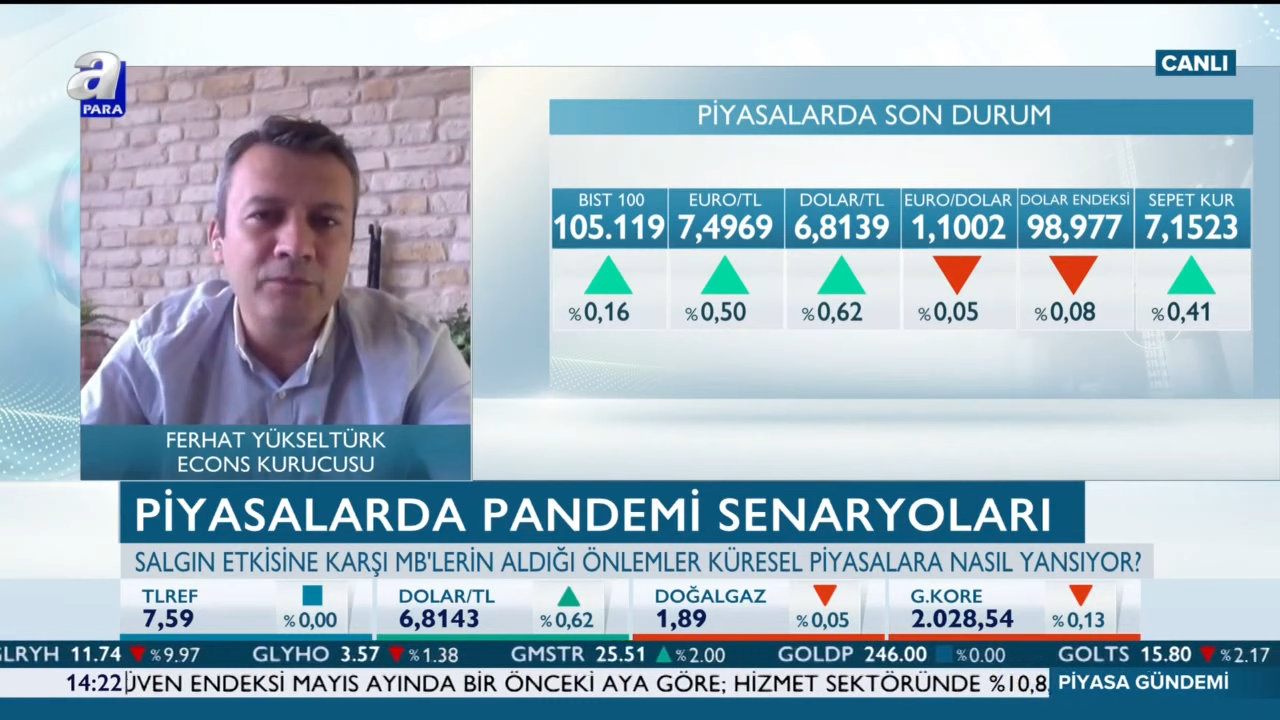 a
PARA
CANLI
PİYASALARDA SON DURUM
BIST 100 EURO/TL DOLAR/TL EURO/DOLAR DOLAR ENDEKSİ SEPET KUR
105.119 7,4969 6,8139 1,1002 98,977 7,1523
%0,16 %0,50 %0,62 %0,05 %0,08 %0,41
FERHAT YÜKSELTÜRK
ECONS KURUCUSU
PİYASALARDA PANDEMİ SENARYOLARI
SALGIN ETKİSİNE KARŞI MB'LERİN ALDIĞI ÖNLEMLER KÜRESEL PİYASALARA NASIL YANSIYOR?
TLREF DOLAR/TL DOĞALGAZ G.KORE
7,59 %0,00 6,8143 %0,62 1,89 %0,05 2.028,54 %0,13
GLRYH 11.74 %9.97 GLYHO 3.57 %1.38 GMSTR 25.51 %2.00 GOLDP 246.00 %0.00 GOLTS 15.80 %2.17
14:22 ÜVEN ENDEKSİ MAYIS AYINDA BİR ÖNCEKİ AYA GÖRE; HİZMET SEKTÖRÜNDE %10,8 PİYASA GÜNDEMİ